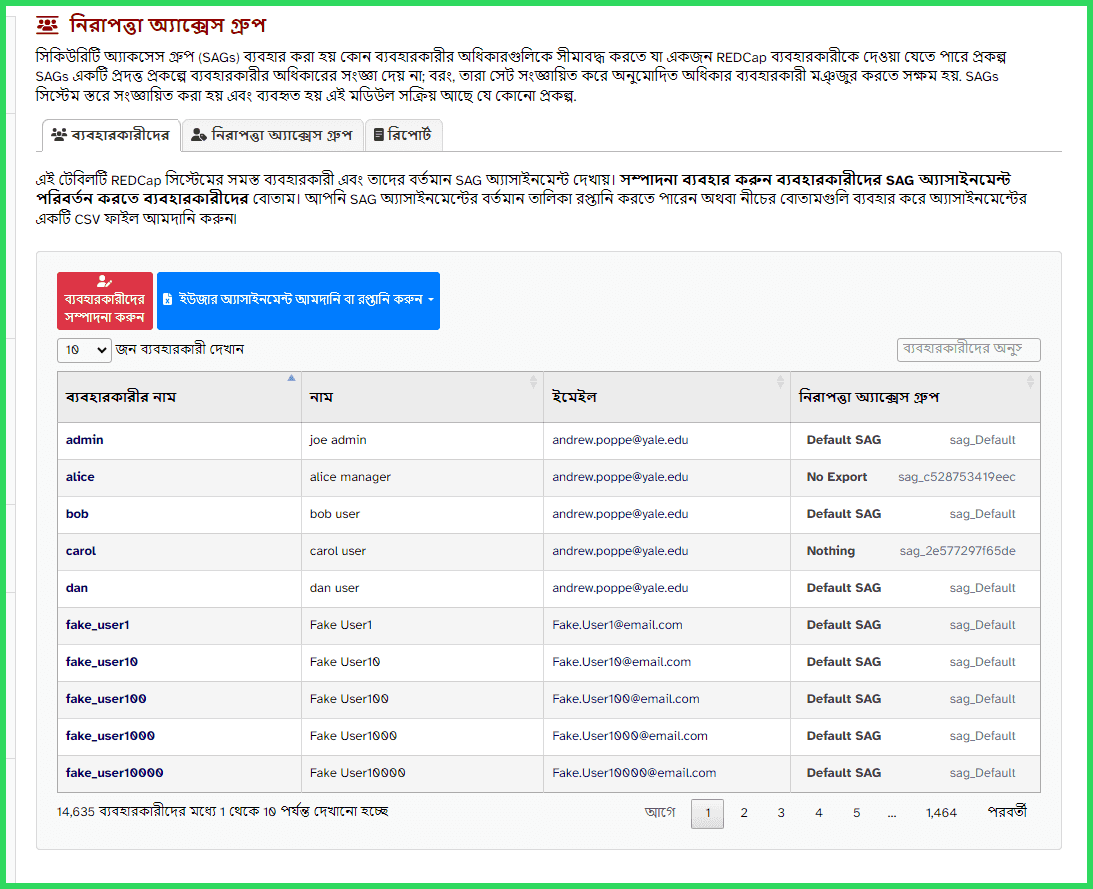 নিরাপত্তা অ্যাক্সেস গ্রুপ
সিকিউরিটি অ্যাকসেস গ্রুপ (SAGs) ব্যবহার করা হয় কোন ব্যবহারকারীর অধিকারগুলিকে সীমাবদ্ধ করতে যা একজন REDCap ব্যবহারকারীকে দেওয়া যেতে পারে প্রকল্প
SAGs একটি প্রদত্ত প্রকল্পে ব্যবহারকারীর অধিকারের সংজ্ঞা দেয় না; বরং, তারা সেট সংজ্ঞায়িত করে অনুমোদিত অধিকার ব্যবহারকারী মঞ্জুর করতে সক্ষম হয়. SAGs
সিস্টেম স্তরে সংজ্ঞায়িত করা হয় এবং ব্যবহৃত হয় এই মডিউল সক্রিয় আছে যে কোনো প্রকল্প.
ব্যবহারকারীদের নিরাপত্তা অ্যাক্সেস গ্রুপ রিপোর্ট
এই টেবিলটি REDCap সিস্টেমের সমস্ত ব্যবহারকারী এবং তাদের বর্তমান SAG অ্যাসাইনমেন্ট দেখায়। সম্পাদনা ব্যবহার করুন ব্যবহারকারীদের SAG অ্যাসাইনমেন্ট
পরিবর্তন করতে ব্যবহারকারীদের বোতাম। আপনি SAG অ্যাসাইনমেন্টের বর্তমান তালিকা রপ্তানি করতে পারেন অথবা নীচের বোতামগুলি ব্যবহার করে অ্যাসাইনমেন্টের
একটি CSV ফাইল আমদানি করুন৷
ব্যবহারকারীদের
সম্পাদনা করুন
ইউজার অ্যাসাইনমেন্ট আমদানি বা রপ্তানি করুন
10 জন ব্যবহারকারী দেখান ব্যবহারকারীদের
ব্যবহারকারীর নাম নাম ইমেইল নিরাপত্তা অ্যাক্সেস গ্রুপ
admin joe admin andrew.poppe@yale.edu Default SAG sag_Default
alice alice manager andrew.poppe@yale.edu No Export sag_c528753419eec
bob bob user andrew.poppe@yale.edu Default SAG sag_Default
carol carol user andrew.poppe@yale.edu Nothing sag_2e577297f65de
dan dan user andrew.poppe@yale.edu Default SAG sag_Default
fake_user1 Fake User1 Fake.User1@email.com Default SAG sag_Default
fake_user10 Fake User10 Fake.User10@email.com Default SAG sag_Default
fake_user100 Fake User100 Fake.User100@email.com Default SAG sag_Default
fake_user1000 Fake User1000 Fake.User1000@email.com Default SAG sag_Default
fake_user10000 Fake User10000 Fake.User10000@email.com Default SAG sag_Default
14,635 ব্যবহারকারীদের মধ্যে 1 থেকে 10 পর্যন্ত দেখানো হচ্ছে আগে 1 2 3 4 5 ... 1,464 পরবর্তী